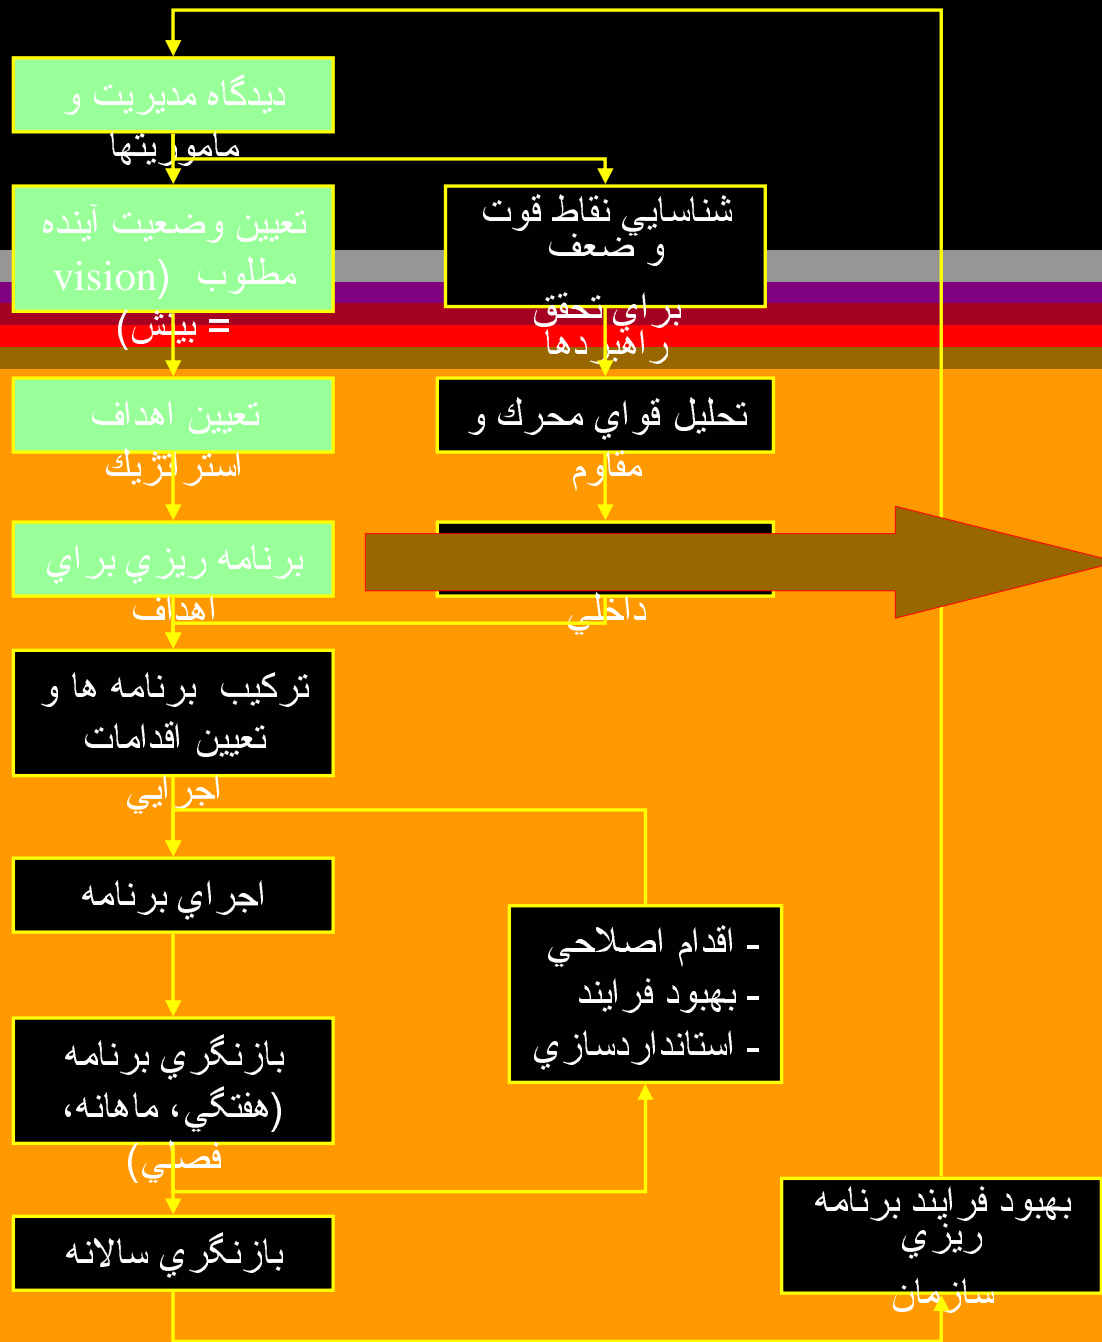 ديدگاه مديريت و
ماموريتها
تعيين وضعيت آينده
مطلوب (vision
= بينش)
شناسايي نقاط قوت
و ضعف
براي تحقق
راهبردها
تعيين اهداف
استراتژيك
تحليل قواي محرك و
مقاوم
برنامه ريزي براي
اهداف
داخلي
تركيب برنامه ها و
تعيين اقدامات
اجرايي
اجراي برنامه
- اقدام اصلاحي
- بهبود فرايند
- استانداردسازي
بازنگري برنامه
(هفتگي، ماهانه،
فصلي)
بازنگري سالانه
بهبود فرايند برنامه
ريزي
سازمان